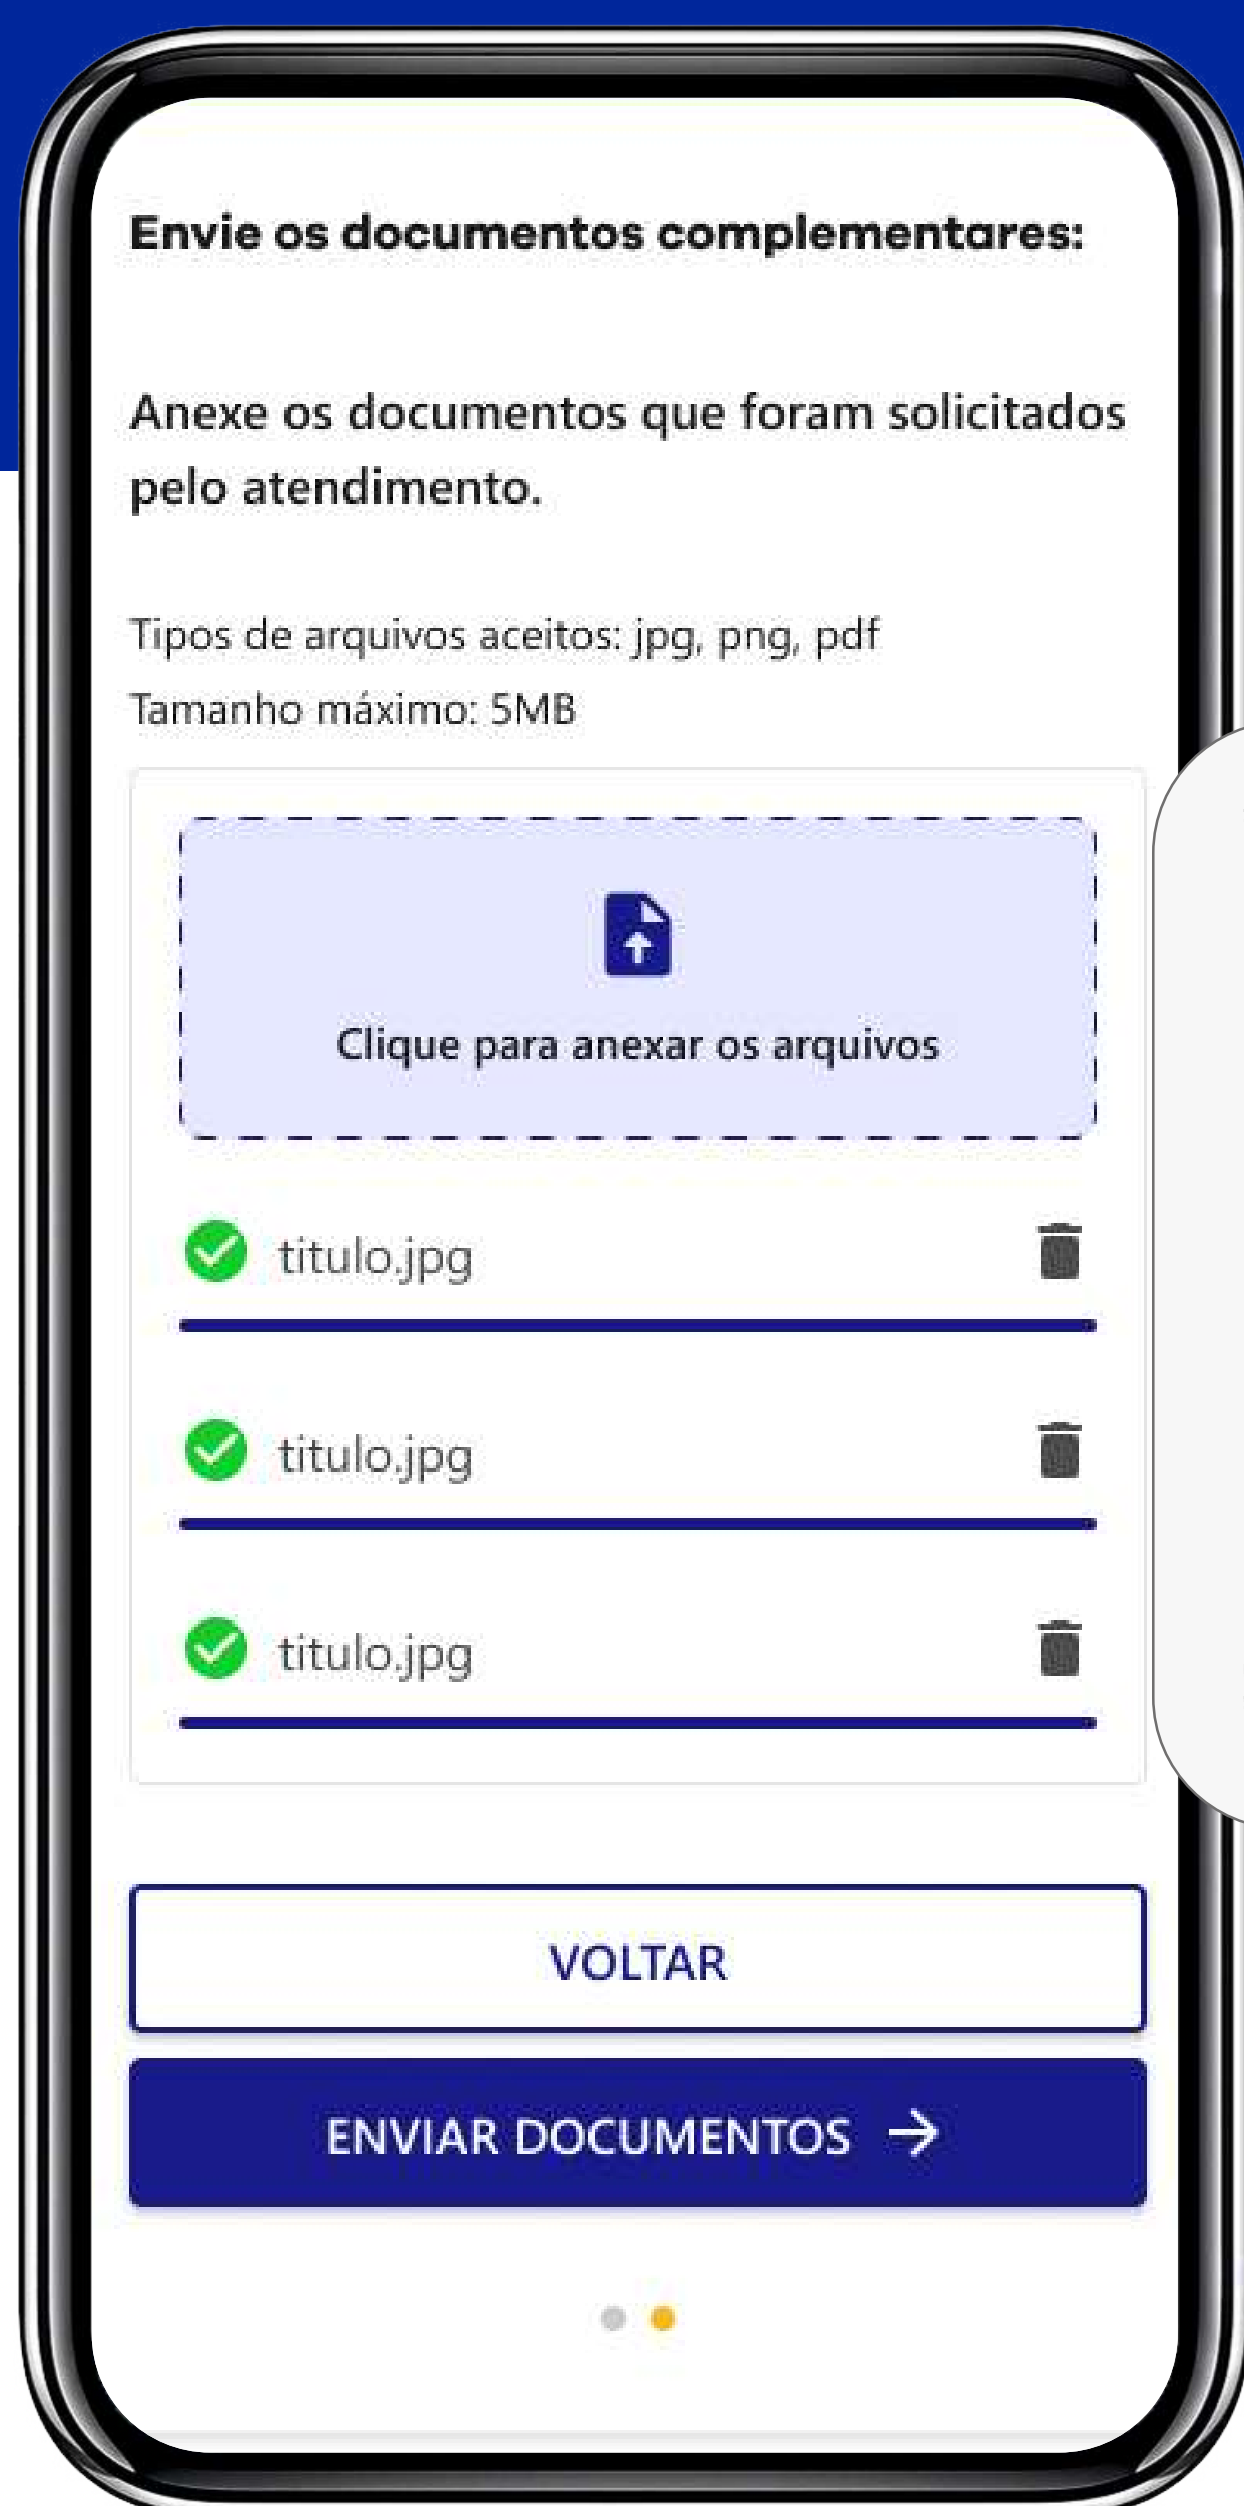 Envie os documentos complementares:
Anexe os documentos que foram solicitados
pelo atendimento.
Tipos de arquivos aceitos: jpg, png, pdf
Tamanho máximo: 5MB
Clique para anexar os arquivos
titulo.jpg
titulo.jpg
titulo.jpg
VOLTAR
ENVIAR DOCUMENTOS